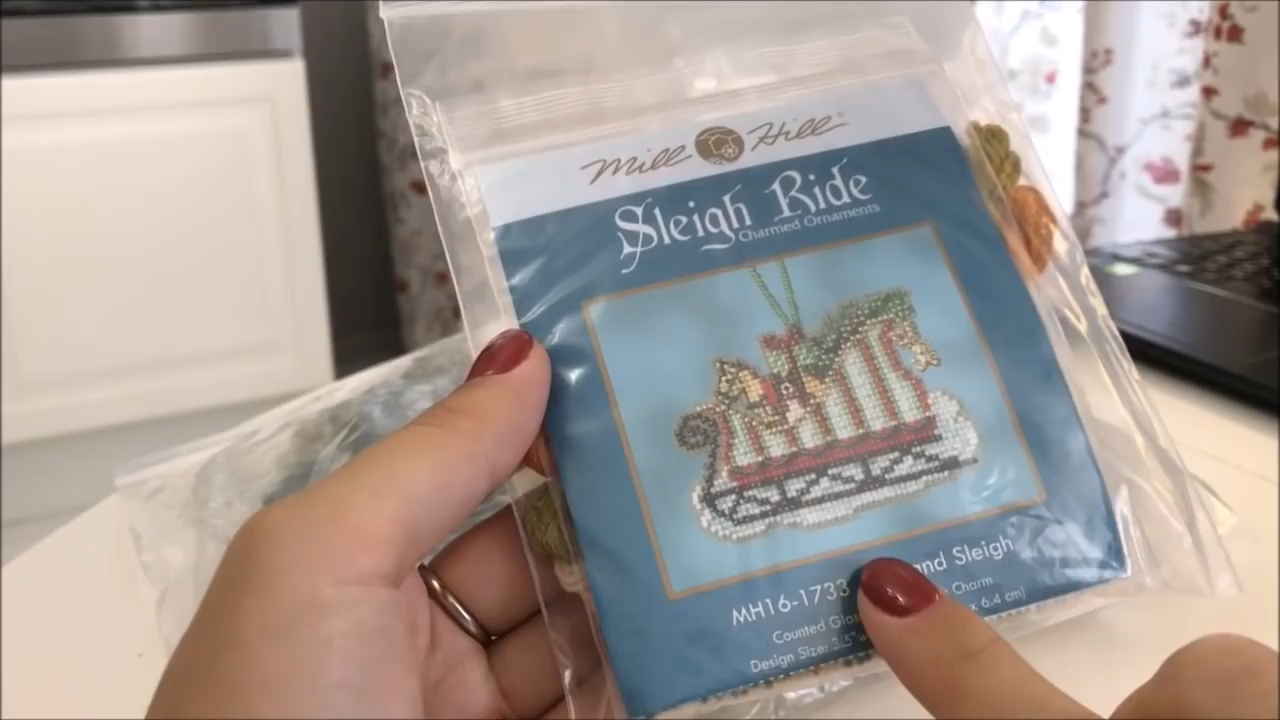 Mill Hill®
Sleigh Ride
Charmed Ornaments
MH16-1733 and Sleigh
Counted Charm
Design Size: 3.5" x 6.4 cm)